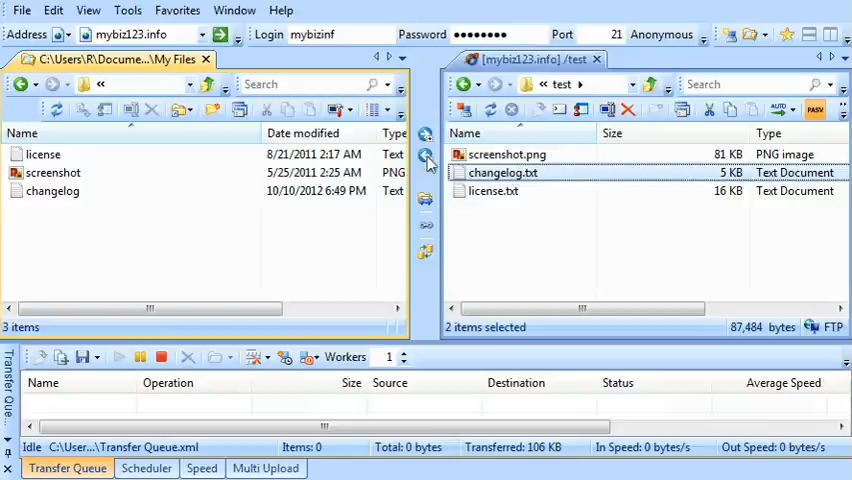 File Edit View Tools Favorites Window Help
Address mybiz123.info Login mybizinf Password ●●●●●●●● Port 21 Anonymous
C:\Users\R\Docume...\My Files
[mybiz123.info] /test
« Search
« test Search
AUTO PASV
Name Date modified Type
license 8/21/2011 2:17 AM Text
screenshot 5/25/2011 2:25 AM PNG
changelog 10/10/2012 6:49 PM Text
Name Size Type
screenshot.png 81 KB PNG image
changelog.txt 5 KB Text Document
license.txt 16 KB Text Document
3 items
2 items selected 87,484 bytes FTP
Transfer Que...
Workers 1
Name Operation Size Source Destination Status Average Speed
Idle C:\User...\Transfer Queue.xml Items: 0 Total: 0 bytes Transferred: 106 KB In Speed: 0 bytes/s Out Speed: 0 bytes/s
Transfer Queue Scheduler Speed Multi Upload